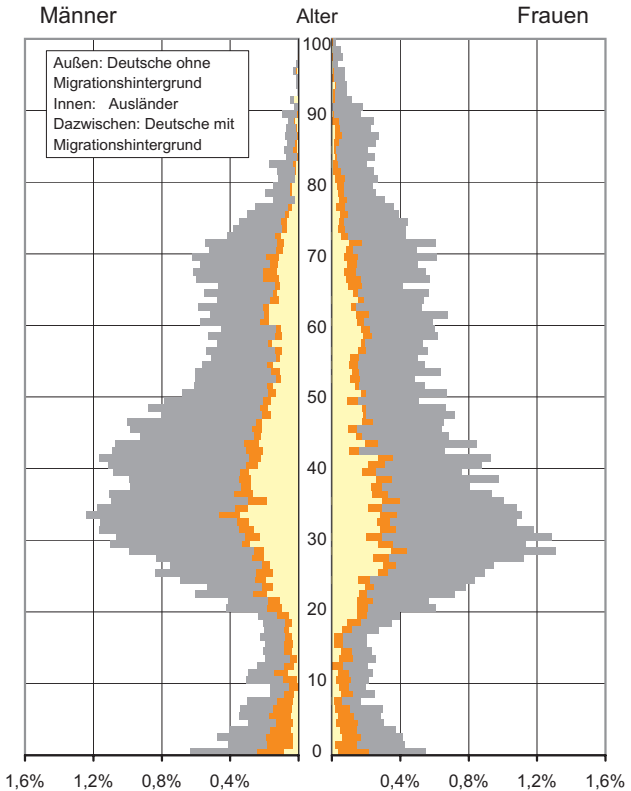 Männer Alter Frauen
100
Außen: Deutsche ohne
Migrationshintergrund
Innen: Ausländer
Dazwischen: Deutsche mit
Migrationshintergrund
90
80
70
60
50
40
30
20
10
0
1,6% 1,2% 0,8% 0,4% 0,4% 0,8% 1,2% 1,6%